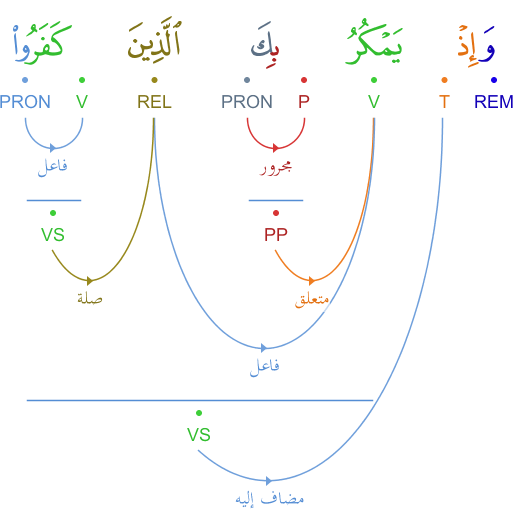 وَإِذْ يَمْكُرُ بِكَ ٱلَّذِينَ كَفَرُوا۟
REM T V P PRON REL V PRON
مجرور فاعل
PP VS
متعلق صلة
فاعل
VS
مضاف إليه